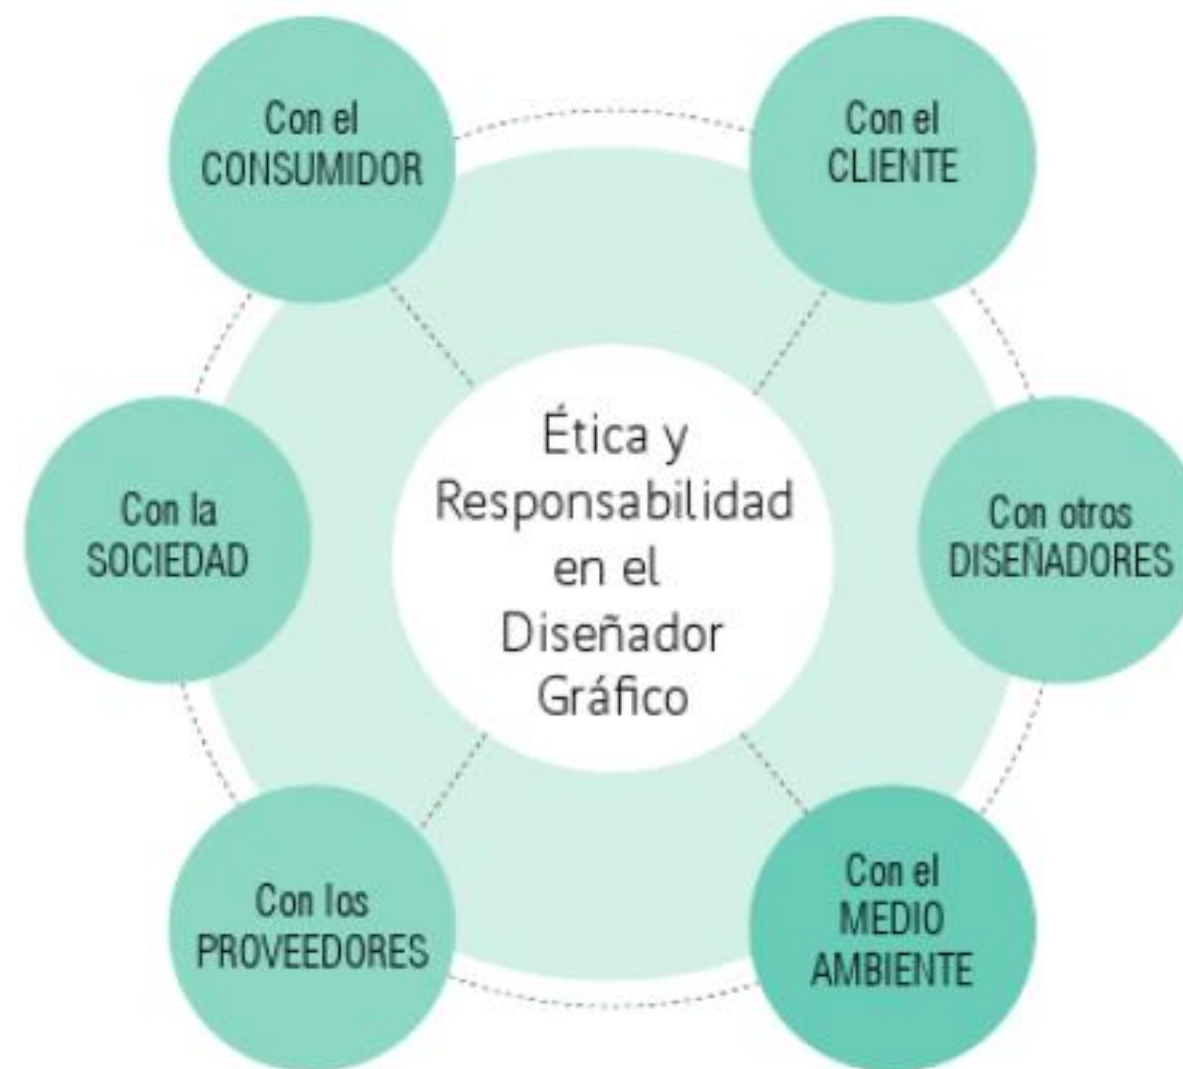 Con el
CONSUMIDOR
Con el
CLIENTE
Con la
SOCIEDAD
Ética y
Responsabilidad
en el
Diseñador
Gráfico
Con otros
DISEÑADORES
Con los
PROVEEDORES
Con el
MEDIO
AMBIENTE